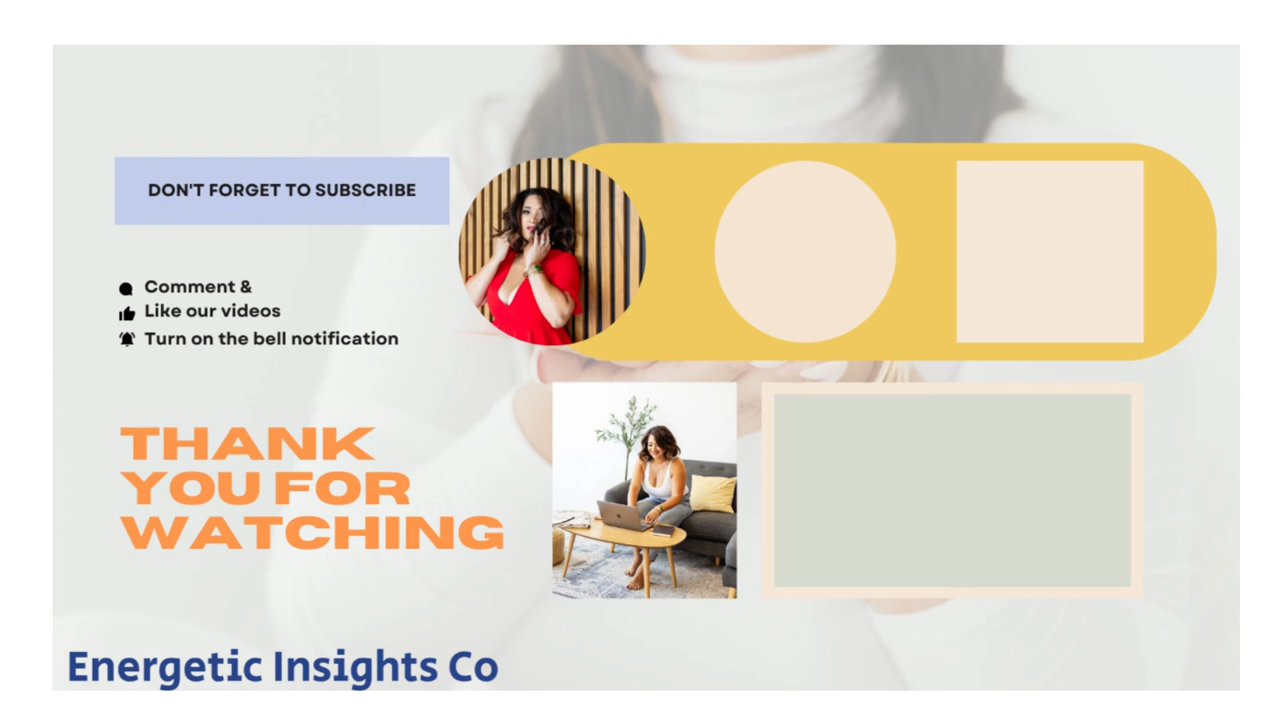 DON'T FORGET TO SUBSCRIBE
Comment &
Like our videos
Turn on the bell notification
THANK
YOU FOR
WATCHING
Energetic Insights Co